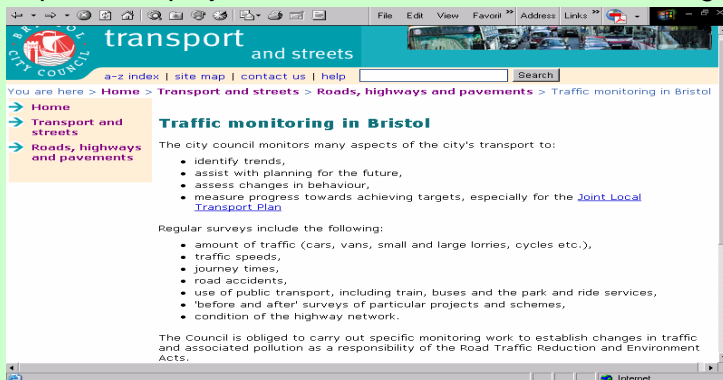 File Edit View Favorit » Address Links »
BRISTOL
CITY COUNCIL
transport
and streets
a-z index | site map | contact us | help Search
You are here > Home > Transport and streets > Roads, highways and pavements > Traffic monitoring in Bristol
Home
Transport and
streets
Roads, highways
and pavements
Traffic monitoring in Bristol
The city council monitors many aspects of the city's transport to:
• identify trends,
• assist with planning for the future,
• assess changes in behaviour,
• measure progress towards achieving targets, especially for the Joint Local
Transport Plan
Regular surveys include the following:
• amount of traffic (cars, vans, small and large lorries, cycles etc.),
• traffic speeds,
• journey times,
• road accidents,
• use of public transport, including train, buses and the park and ride services,
• 'before and after' surveys of particular projects and schemes,
• condition of the highway network.
The Council is obliged to carry out specific monitoring work to establish changes in traffic
and associated pollution as a responsibility of the Road Traffic Reduction and Environment
Acts.
Internet